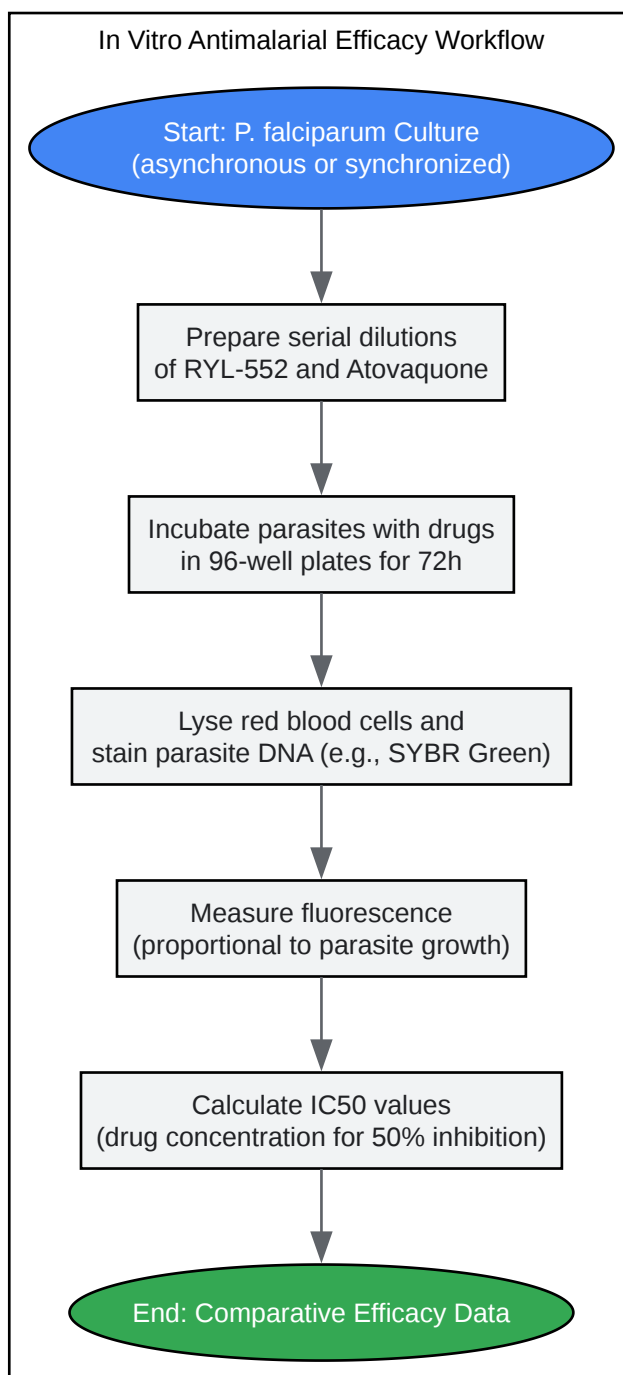 In Vitro Antimalarial Efficacy Workflow
Start: P. falciparum Culture
(asynchronous or synchronized)
Prepare serial dilutions
of RYL-552 and Atovaquone
Incubate parasites with drugs
in 96-well plates for 72h
Lyse red blood cells and
stain parasite DNA (e.g., SYBR Green)
Measure fluorescence
(proportional to parasite growth)
Calculate IC50 values
(drug concentration for 50% inhibition)
End: Comparative Efficacy Data